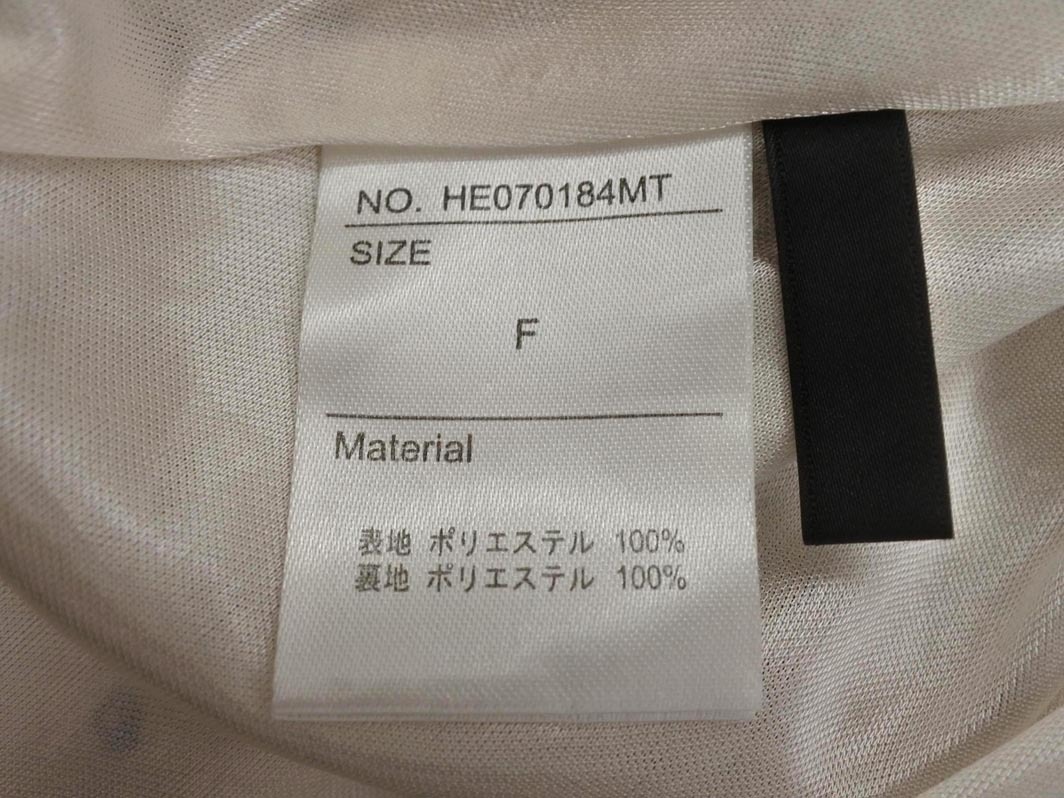 NO. HE070184MT
SIZE
F
Material
表地 ポリエステル 100%
裏地 ポリエステル 100%